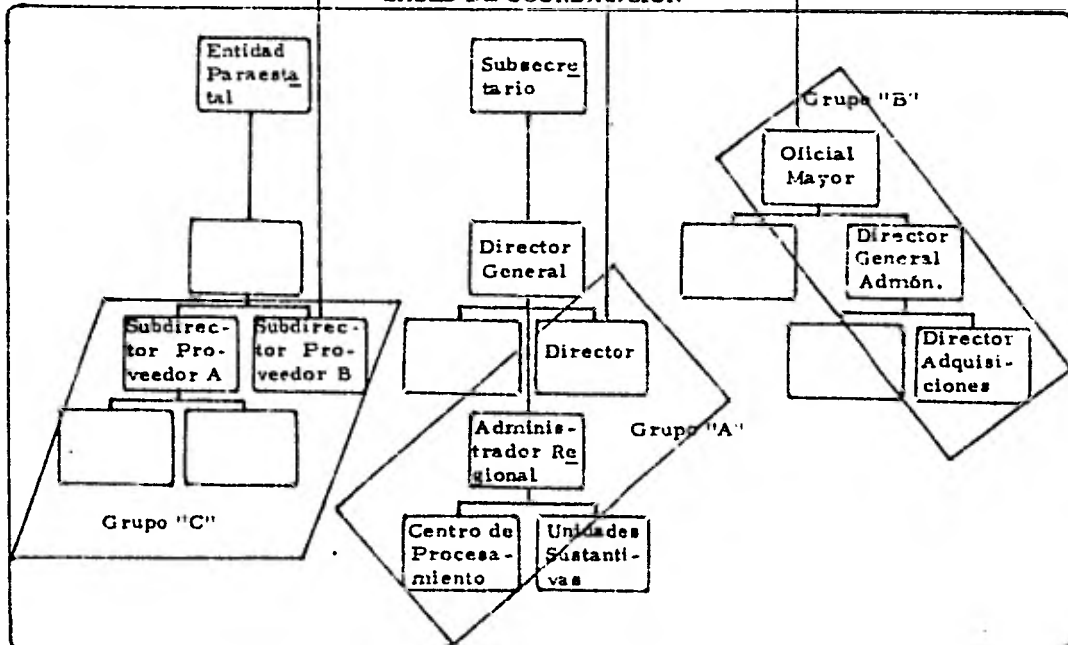 Entidad
Paraesta
tal
Subsecre
tario
Grupo "B"
Oficial
Mayor
Director
General
Director
General
Admón.
Subdirec-
tor Pro-
veedor A
Subdirec-
tor Pro-
veedor B
Director
Director
Adquisi-
ciones
Adminis-
trador Re
gional
Grupo "A"
Grupo "C"
Centro de
Procesa-
miento
Unidades
Sustanti-
vas